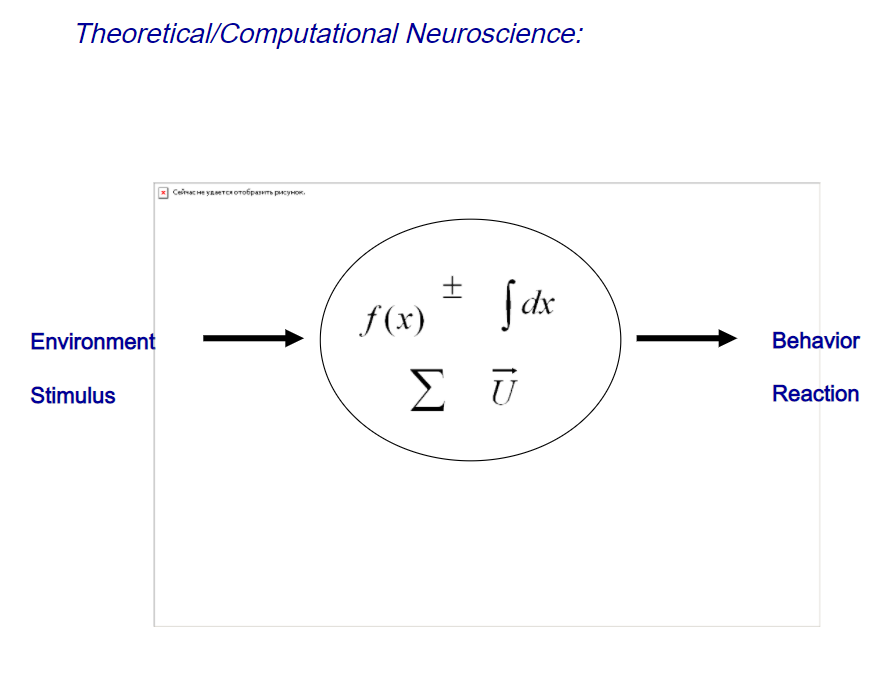 Theoretical/Computational Neuroscience:
Сейчас не удается отобразить рисунок.
f(x) ± ∫dx
Environment
Behavior
∑ U⃗
Stimulus
Reaction